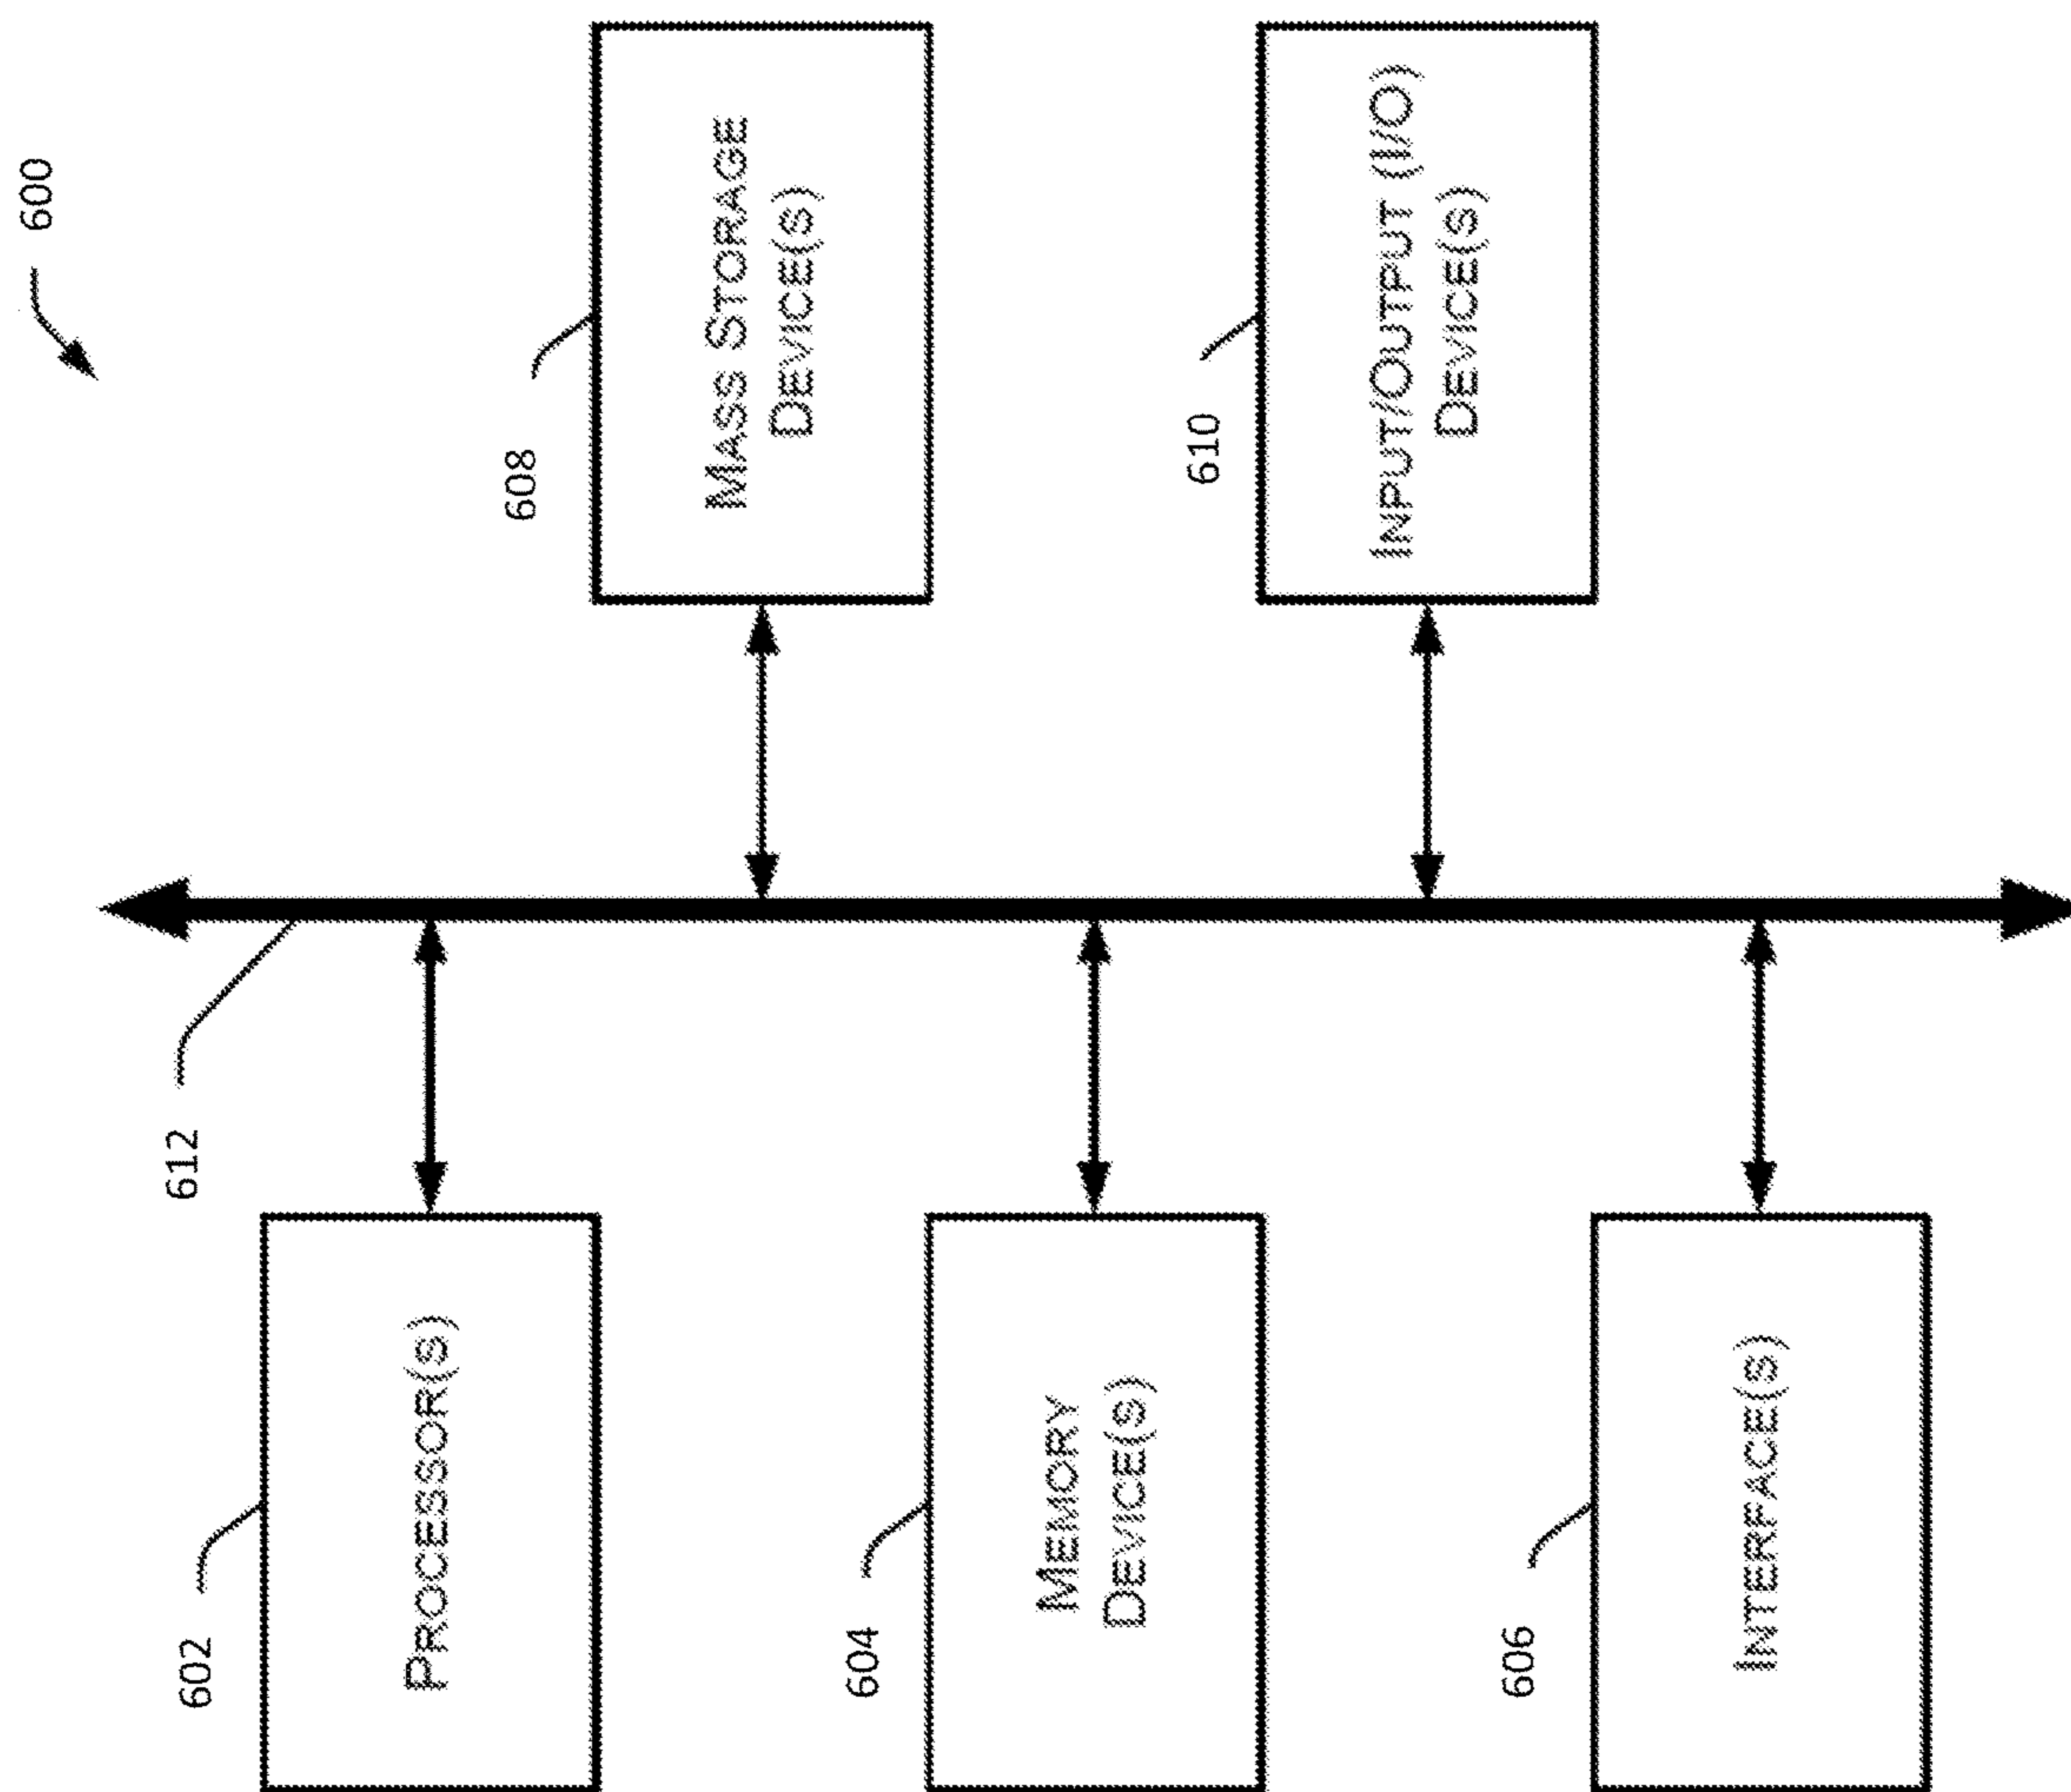 600
602
PROCESSOR(S)
612
608
MASS STORAGE
DEVICE(S)
604
MEMORY
DEVICE(S)
610
INPUT/OUTPUT (I/O)
DEVICE(S)
606
INTERFACE(S)